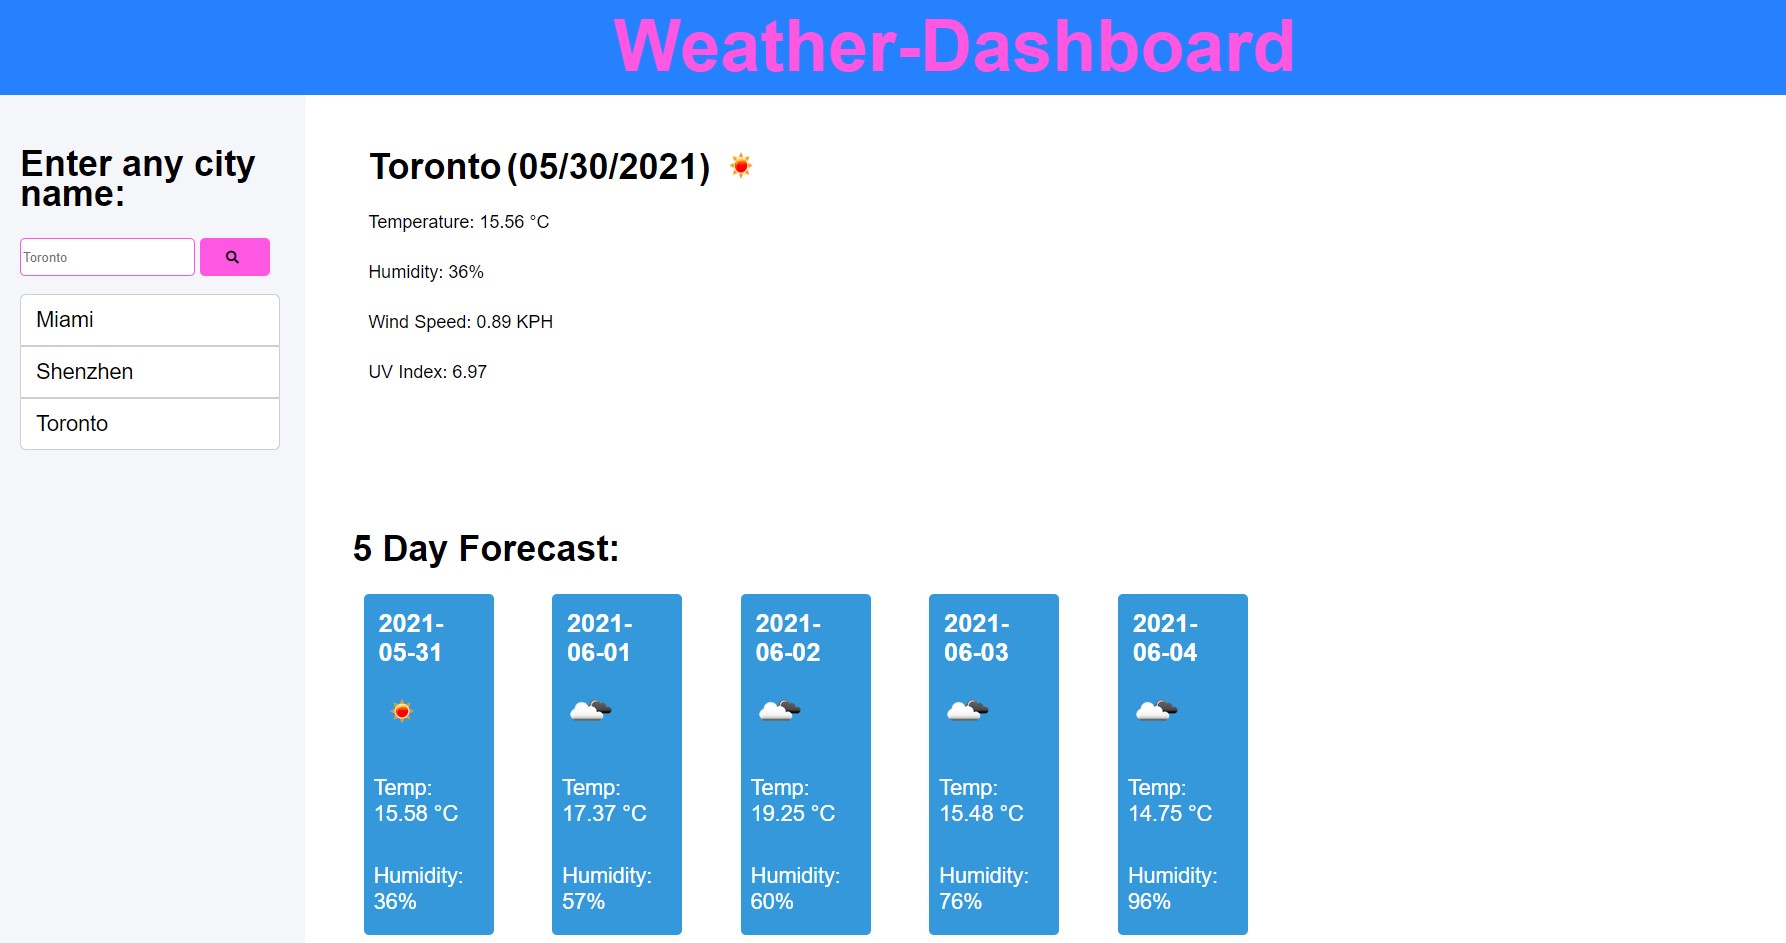 Weather-Dashboard
Enter any city
name:
Toronto
Miami
Shenzhen
Toronto
Toronto (05/30/2021)
Temperature: 15.56 °C
Humidity: 36%
Wind Speed: 0.89 KPH
UV Index: 6.97
5 Day Forecast:
2021-
05-31
Temp:
15.58 °C
Humidity:
36%
2021-
06-01
Temp:
17.37 °C
Humidity:
57%
2021-
06-02
Temp:
19.25 °C
Humidity:
60%
2021-
06-03
Temp:
15.48 °C
Humidity:
76%
2021-
06-04
Temp:
14.75 °C
Humidity:
96%